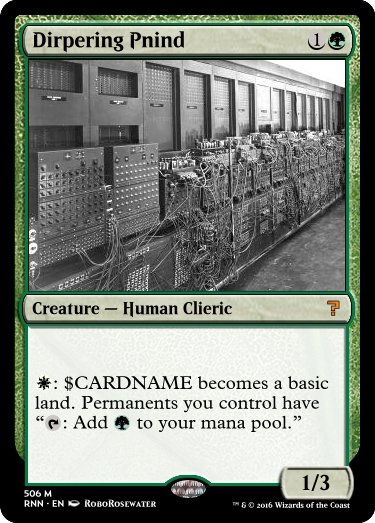 Dirpering Pnind 1
Creature — Human Clieric
: $CARDNAME becomes a basic
land. Permanents you control have
“: Add to your mana pool.”
1/3
506 M
RNN • EN RoboRosewater
™ & © 2016 Wizards of the Coast